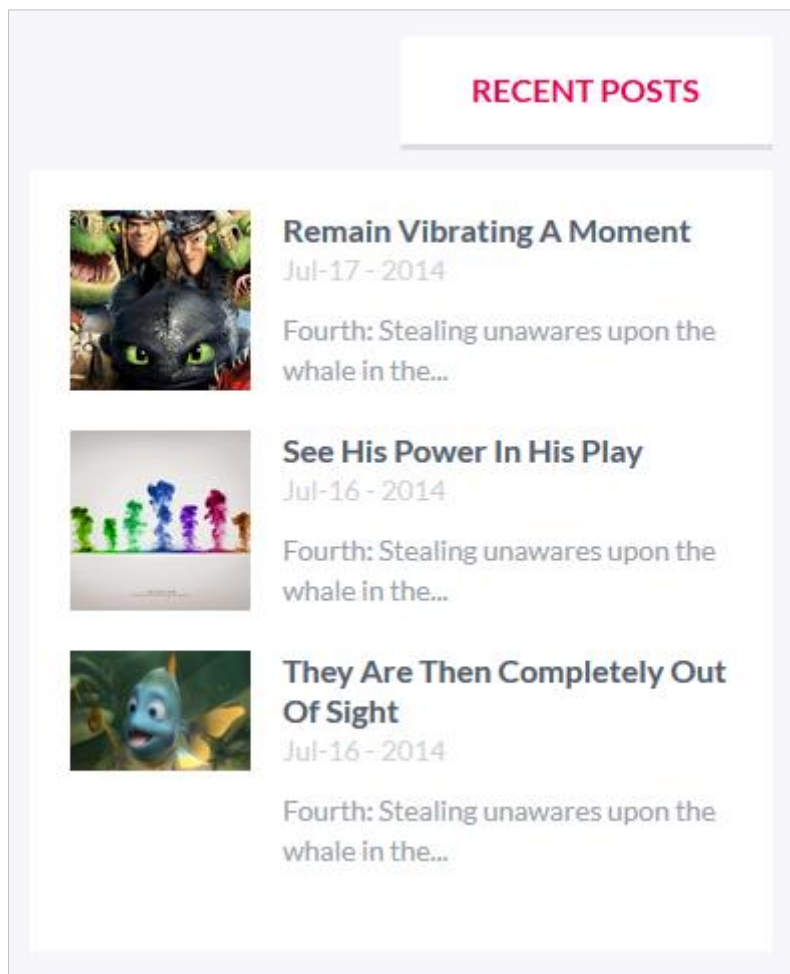 RECENT POSTS
Remain Vibrating A Moment
Jul-17 - 2014
Fourth: Stealing unawares upon the
whale in the...
See His Power In His Play
Jul-16 - 2014
Fourth: Stealing unawares upon the
whale in the...
They Are Then Completely Out
Of Sight
Jul-16 - 2014
Fourth: Stealing unawares upon the
whale in the...